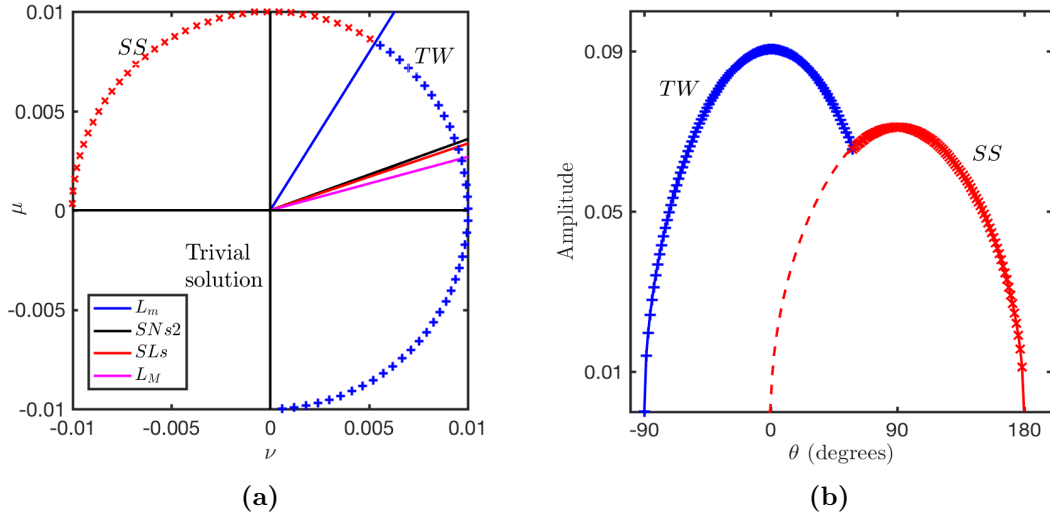 0.01
0.005
0
-0.005
-0.01
μ
SS
TW
Trivial
solution
L_m
SNs2
SLs
L_M
-0.01 -0.005 0 0.005 0.01
ν
(a)
0.09
0.05
0.01
Amplitude
TW
SS
-90 0 90 180
θ (degrees)
(b)